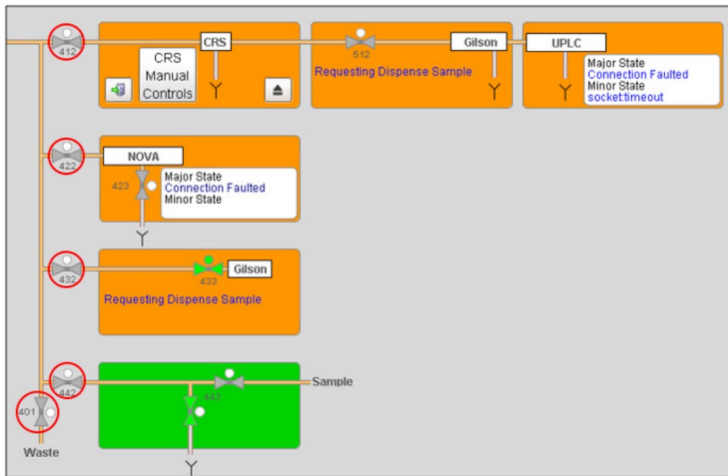 412
CRS
CRS
Manual
Controls
512
Requesting Dispense Sample
Gilson
UPLC
Major State
Connection Faulted
Minor State
socket:timeout
422
NOVA
423
Major State
Connection Faulted
Minor State
432
433
Gilson
Requesting Dispense Sample
442
443
Sample
401
Waste